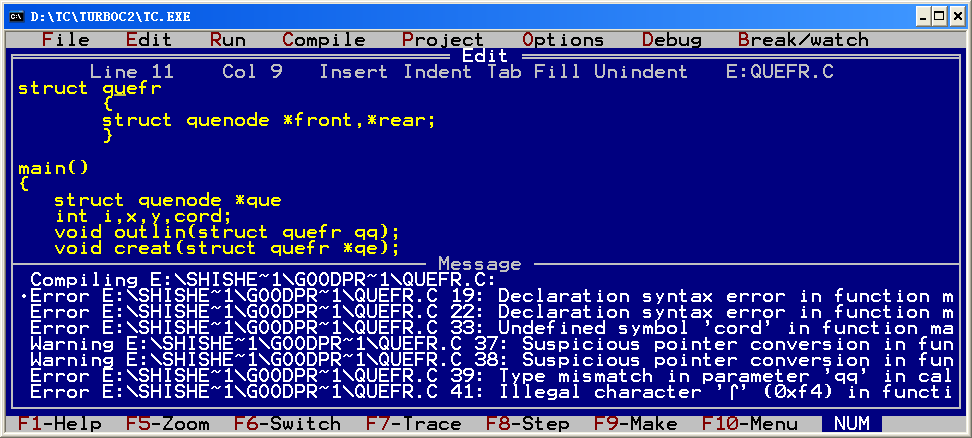 D:\TC\TURBOC2\TC.EXE
File Edit Run Compile Project Options Debug Break/watch
Edit
Line 11 Col 9 Insert Indent Tab Fill Unindent E:QUEFR.C
struct quefr
{
struct quenode *front,*rear;
}
main()
{
struct quenode *que
int i,x,y,cord;
void outlin(struct quefr qq);
void creat(struct quefr *qe);
Message
Compiling E:\SHISHE~1\GOODPR~1\QUEFR.C:
·Error E:\SHISHE~1\GOODPR~1\QUEFR.C 19: Declaration syntax error in function m
Error E:\SHISHE~1\GOODPR~1\QUEFR.C 22: Declaration syntax error in function m
Error E:\SHISHE~1\GOODPR~1\QUEFR.C 33: Undefined symbol 'cord' in function ma
Warning E:\SHISHE~1\GOODPR~1\QUEFR.C 37: Suspicious pointer conversion in fun
Warning E:\SHISHE~1\GOODPR~1\QUEFR.C 38: Suspicious pointer conversion in fun
Error E:\SHISHE~1\GOODPR~1\QUEFR.C 39: Type mismatch in parameter 'qq' in cal
Error E:\SHISHE~1\GOODPR~1\QUEFR.C 41: Illegal character '⌠' (0xf4) in functi
F1-Help F5-Zoom F6-Switch F7-Trace F8-Step F9-Make F10-Menu NUM